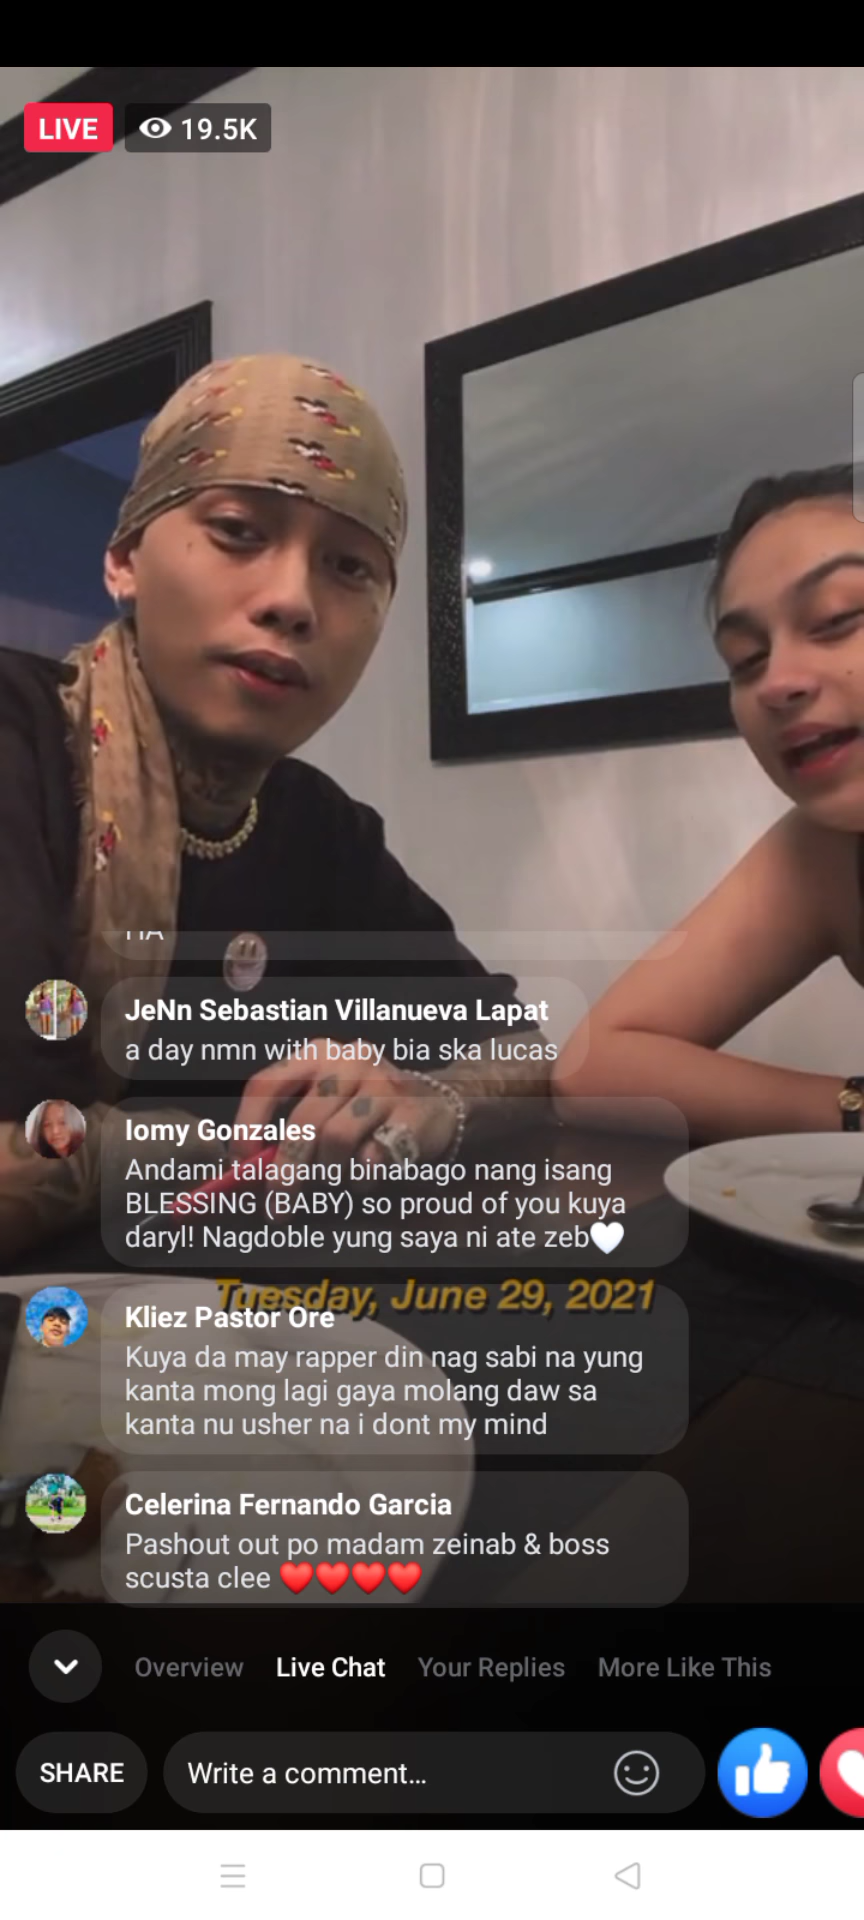 LIVE 19.5K
JeNn Sebastian Villanueva Lapat
a day nmn with baby bia ska lucas
Iomy Gonzales
Andami talagang binabago nang isang
BLESSING (BABY) so proud of you kuya
daryl! Nagdoble yung saya ni ate zeb🤍
Tuesday, June 29, 2021
Kliez Pastor Ore
Kuya da may rapper din nag sabi na yung
kanta mong lagi gaya molang daw sa
kanta nu usher na i dont my mind
Celerina Fernando Garcia
Pashout out po madam zeinab & boss
scusta clee ❤️❤️❤️❤️
Overview Live Chat Your Replies More Like This
SHARE Write a comment...